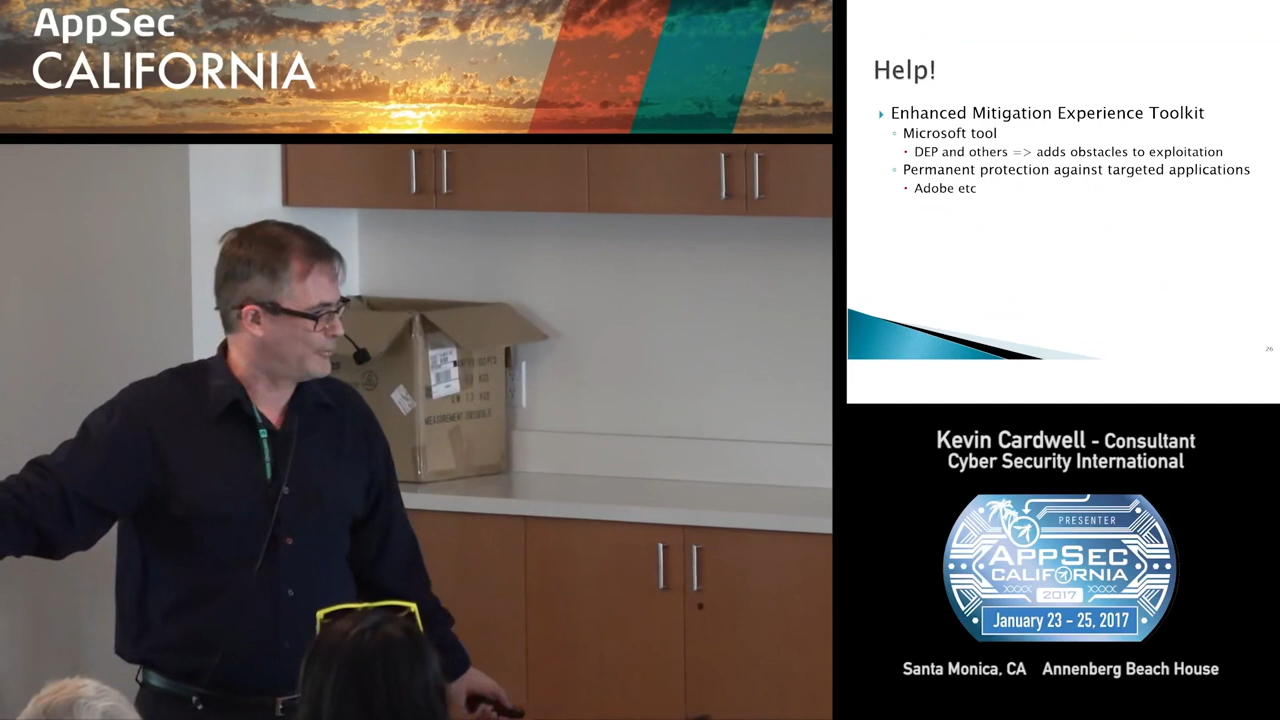 AppSec
CALIFORNIA
Help!
Enhanced Mitigation Experience Toolkit
Microsoft tool
DEP and others => adds obstacles to exploitation
Permanent protection against targeted applications
Adobe etc
26
Kevin Cardwell - Consultant
Cyber Security International
PRESENTER
APPSEC
CALIFORNIA
2017
January 23 - 25, 2017
Santa Monica, CA Annenberg Beach House